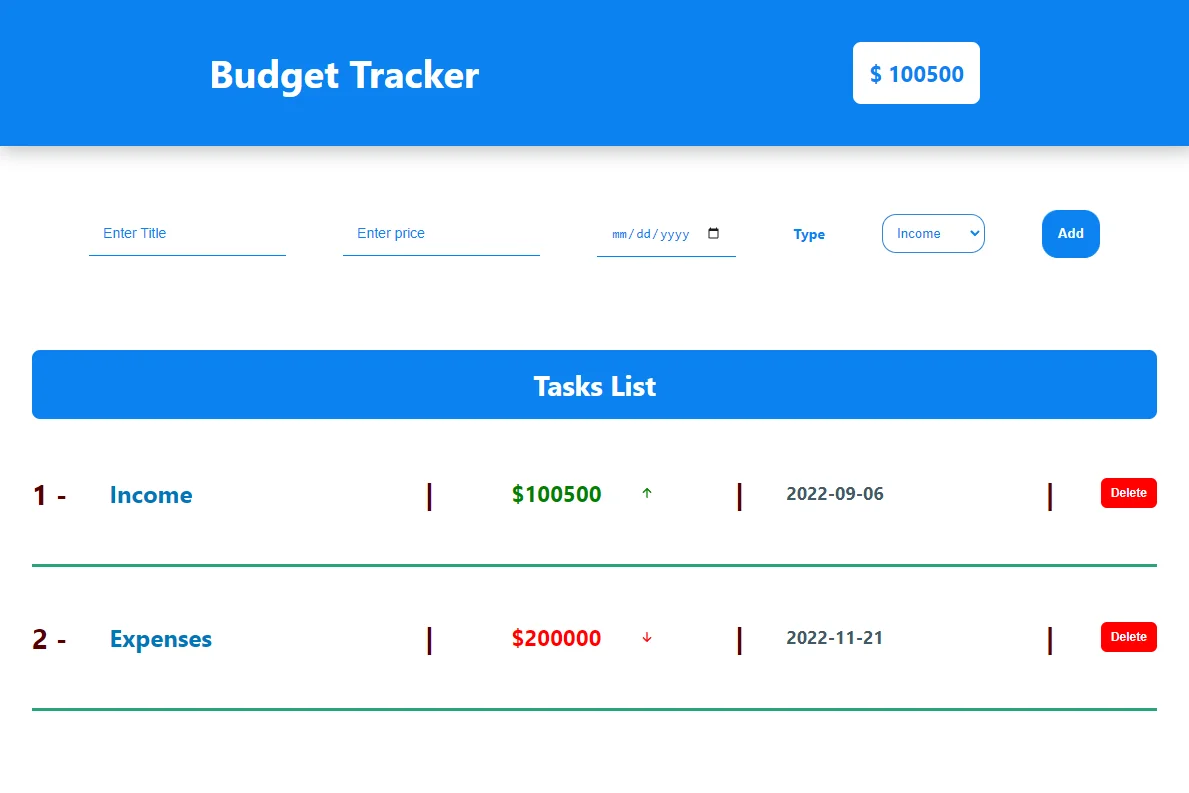 Budget Tracker
$ 100500
Enter Title Enter price mm/dd/yyyy Type Income Add
Tasks List
1 - Income | $100500 ↑ | 2022-09-06 | Delete
2 - Expenses | $200000 ↓ | 2022-11-21 | Delete